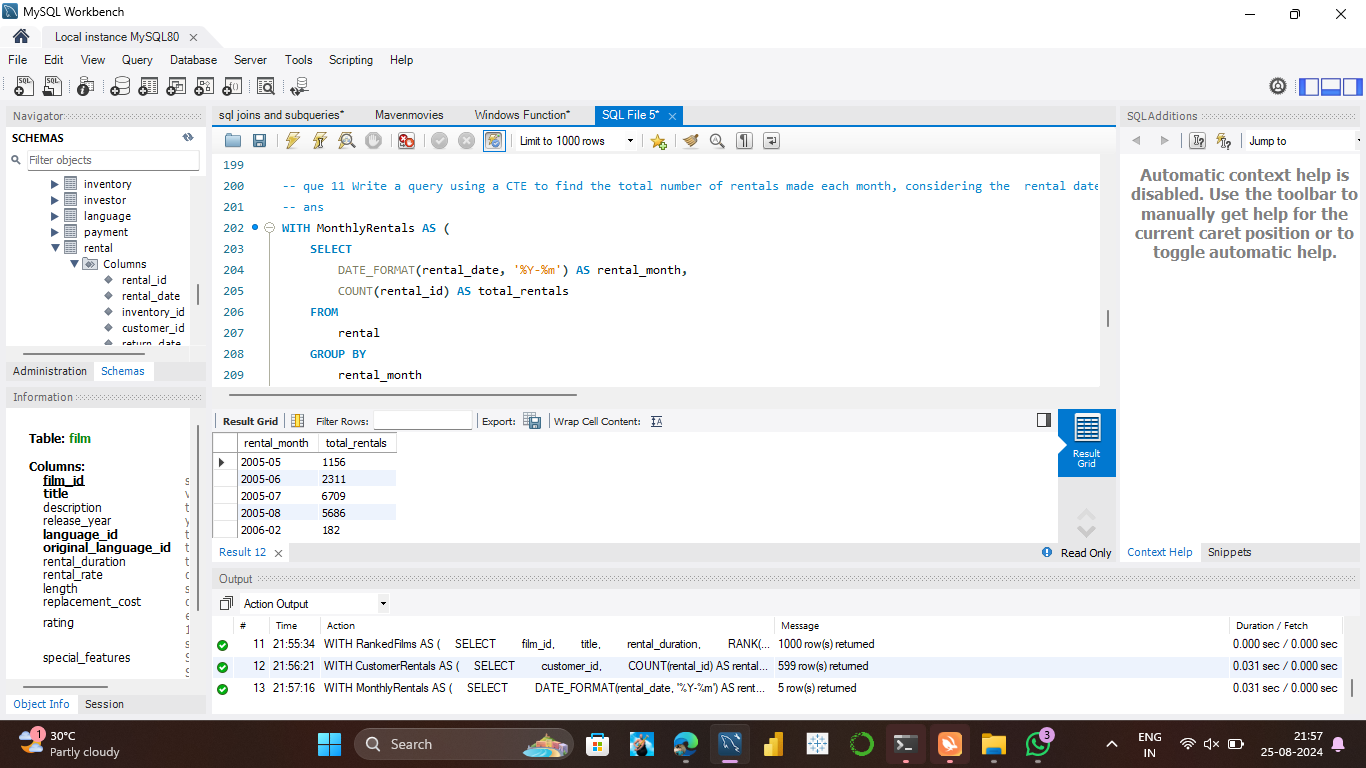 MySQL Workbench
Local instance MySQL80
File Edit View Query Database Server Tools Scripting Help
Navigator
SCHEMAS
Filter objects
inventory
investor
language
payment
rental
Columns
rental_id
rental_date
inventory_id
customer_id
return_date
Administration Schemas
Information
Table: film
Columns:
film_id
title
description
release_year
language_id
original_language_id
rental_duration
rental_rate
length
replacement_cost
rating
special_features
Object Info Session
sql joins and subqueries* Mavenmovies Windows Function* SQL File 5*
Limit to 1000 rows
199
200 -- que 11 Write a query using a CTE to find the total number of rentals made each month, considering the rental date
201 -- ans
202 WITH MonthlyRentals AS (
203 SELECT
204 DATE_FORMAT(rental_date, '%Y-%m') AS rental_month,
205 COUNT(rental_id) AS total_rentals
206 FROM
207 rental
208 GROUP BY
209 rental_month
Result Grid Filter Rows: Export: Wrap Cell Content:
rental_month total_rentals
2005-05 1156
2005-06 2311
2005-07 6709
2005-08 5686
2006-02 182
Result Grid
Result 12
Read Only
SQLAdditions
Jump to
Automatic context help is
disabled. Use the toolbar to
manually get help for the
current caret position or to
toggle automatic help.
Context Help Snippets
Output
Action Output
# Time Action Message Duration / Fetch
11 21:55:34 WITH RankedFilms AS ( SELECT film_id, title, rental_duration, RANK(... 1000 row(s) returned 0.000 sec / 0.000 sec
12 21:56:21 WITH CustomerRentals AS ( SELECT customer_id, COUNT(rental_id) AS rental... 599 row(s) returned 0.031 sec / 0.000 sec
13 21:57:16 WITH MonthlyRentals AS ( SELECT DATE_FORMAT(rental_date, '%Y-%m') AS rent... 5 row(s) returned 0.031 sec / 0.000 sec
1
30°C
Partly cloudy
Search
3
ENG
IN
21:57
25-08-2024